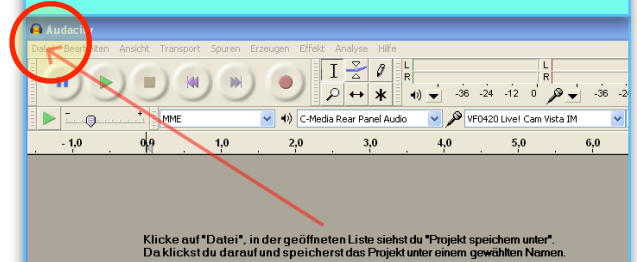 Audacity
Datei Bearbeiten Ansicht Transport Spuren Erzeugen Effekt Analyse Hilfe
L
R
-36 -24 -12 0
L
R
-36 -2
MME
C-Media Rear Panel Audio
VF0420 Live! Cam Vista IM
- 1,0 0,0 1,0 2,0 3,0 4,0 5,0 6,0
Klicke auf "Datei", in der geöffneten Liste siehst du "Projekt speichern unter".
Da klickst du darauf und speicherst das Projekt unter einem gewählten Namen.